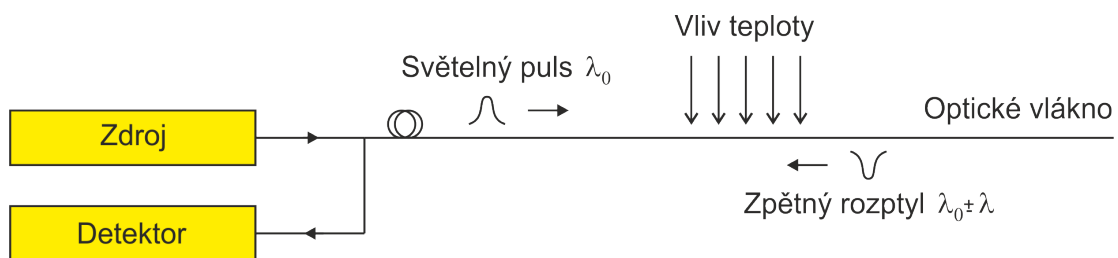 Vliv teploty
Světelný puls λ₀
Optické vlákno
Zdroj
Zpětný rozptyl λ₀± λ
Detektor